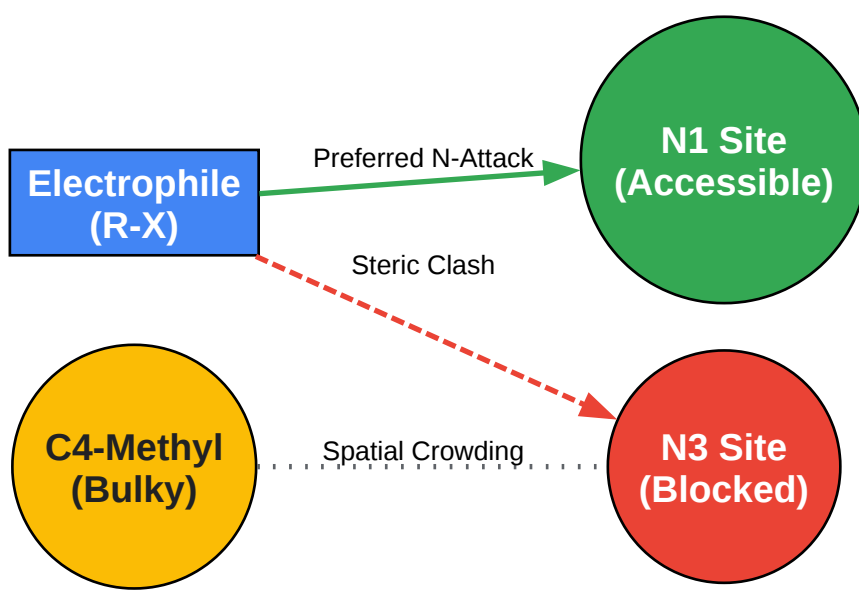 Electrophile
(R-X)
Preferred N-Attack
N1 Site
(Accessible)
Steric Clash
C4-Methyl
(Bulky)
Spatial Crowding
N3 Site
(Blocked)